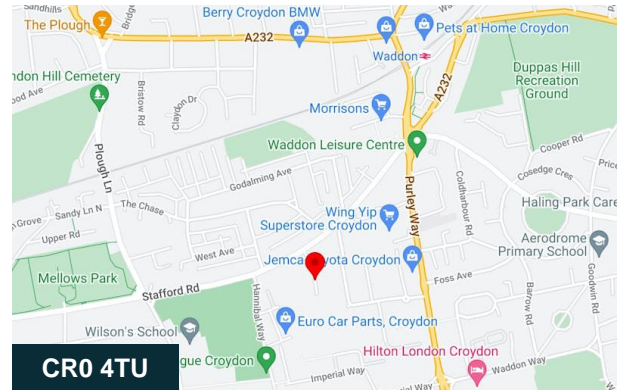 Sandhills
Berry Croydon BMW
The Plough
Bridge
A232
Pets at Home Croydon
Waddon
A232
Duppas Hill
Recreation
Ground
ndon Hill Cemetery
ood Ave
Bristow Rd
Claydon Dr
Morrisons
Plough Ln
Waddon Leisure Centre
Cooper Rd
Price
Cosedge Cres
Godalming Ave
Purley Way
Coldharbour Rd
Haling Park Care
Sandy Ln N
The Chase
n Grove
Upper Rd
Wing Yip
Superstore Croydon
Aerodrome
Primary School
West Ave
Mellows Park
Jemca Toyota Croydon
Stafford Rd
Hannibal Way
Foss Ave
Barrow Rd
Goodwin Rd
Wilson's School
Euro Car Parts, Croydon
Hilton London Croydon
CR0 4TU
gue Croydon
Imperial Way
Waddon Way